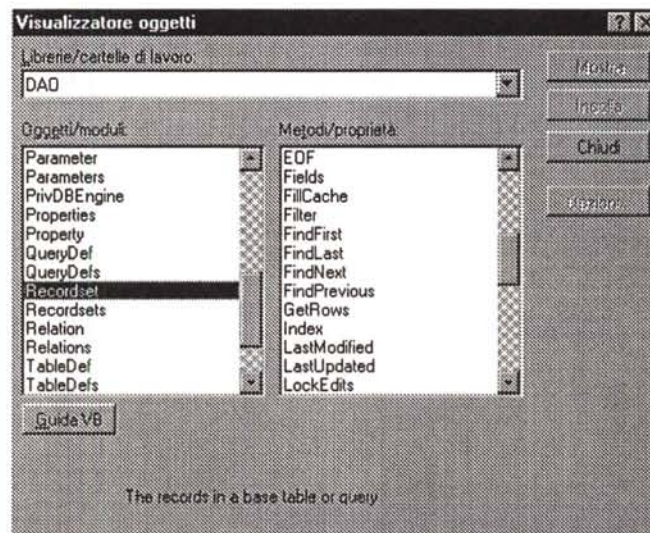 Visualizzatore oggetti
Librerie/cartelle di lavoro:
DAO
Mostra
Incolla
Chiudi
Opzioni...
Oggetti/moduli:
Parameter
Parameters
PrivDBEngine
Properties
Property
QueryDef
QueryDefs
Recordset
Recordsets
Relation
Relations
TableDef
TableDefs
Metodi/proprietà:
EOF
Fields
FillCache
Filter
FindFirst
FindLast
FindNext
FindPrevious
GetRows
Index
LastModified
LastUpdated
LockEdits
Guida VB
The records in a base table or query